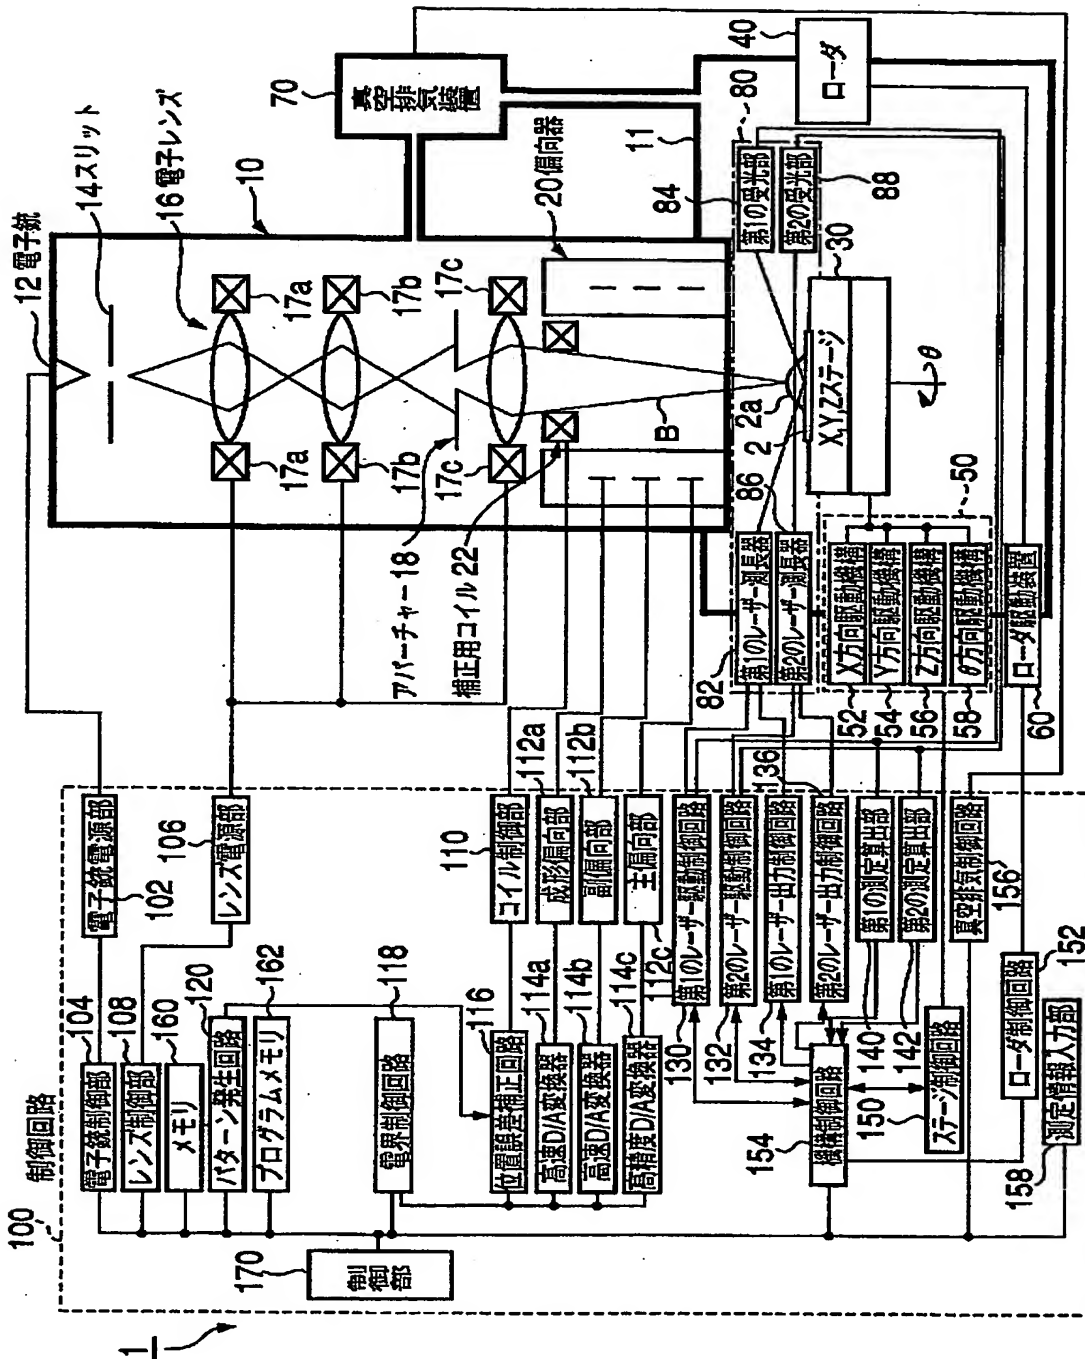 1
100
制御回路
170
制御部
104
電子銃制御部
108
レンズ制御部
160
メモリ
120
パターン発生回路
162
プログラムメモリ
118
電界制御回路
116
位置誤差補正回路
114a
高速D/A変換器
114b
高速D/A変換器
114c
高精度D/A変換器
154
機構制御回路
150
ステージ制御回路
152
ローダ制御回路
158
測定情報入力部
102
電子銃電源部
106
レンズ電源部
110
コイル制御部
112a
成形偏向部
112b
副偏向部
112c
主偏向部
130
第1のレーザー駆動制御回路
132
第2のレーザー駆動制御回路
134
第1のレーザー出力制御回路
136
第2のレーザー出力制御回路
140
第1の測定算出部
142
第2の測定算出部
156
真空排気制御回路
12電子銃
14スリット
16電子レンズ
10
17a
17a
17b
17b
17c
17c
アパーチャー18
補正用コイル22
20偏向器
B
70
真空排気装置
11
40
ローダ
80
84
第1の受光部
第2の受光部
88
30
X,Y,Zステージ
θ
2
2a
82
第1のレーザー測長器
86
第2のレーザー測長器
50
52
X方向駆動機構
54
Y方向駆動機構
56
Z方向駆動機構
58
θ方向駆動機構
60
ローダ駆動装置